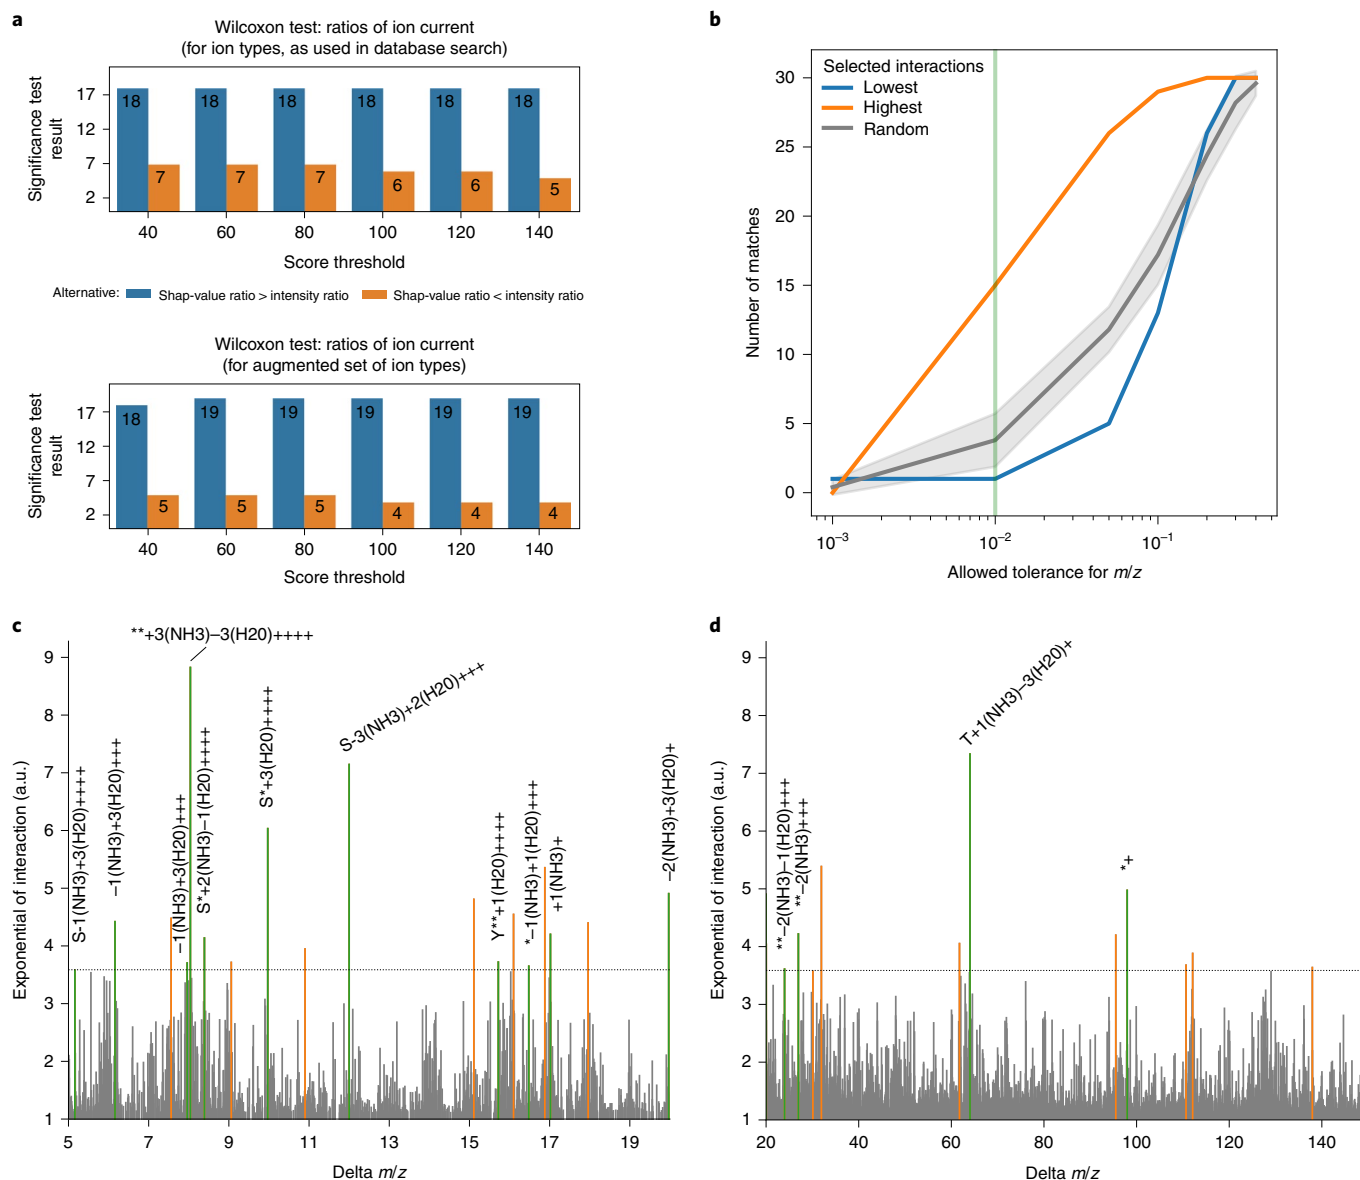 a
Wilcoxon test: ratios of ion current
(for ion types, as used in database search)
Significance test
result
17
12
7
2
18
7
18
7
18
7
18
6
18
6
18
5
40
60
80
100
120
140
Score threshold
Alternative:
Shap-value ratio > intensity ratio
Shap-value ratio < intensity ratio
Wilcoxon test: ratios of ion current
(for augmented set of ion types)
Significance test
result
17
12
7
2
18
5
19
5
19
5
19
4
19
4
19
4
40
60
80
100
120
140
Score threshold
b
Selected interactions
Lowest
Highest
Random
Number of matches
30
25
20
15
10
5
0
10⁻³
10⁻²
10⁻¹
Allowed tolerance for m/z
c
Exponential of interaction (a.u.)
9
8
7
6
5
4
3
2
1
S-1(NH3)+3(H20)++++
–1(NH3)+3(H20)+++
–1(NH3)+3(H20)+++
**+3(NH3)–3(H20)++++
S*+2(NH3)–1(H20)++++
S*+3(H20)++++
S-3(NH3)+2(H20)+++
Y**+1(H20)++++
*–1(NH3)+1(H20)+++
+1(NH3)+
–2(NH3)+3(H20)+
5
7
9
11
13
15
17
19
Delta m/z
d
Exponential of interaction (a.u.)
9
8
7
6
5
4
3
2
1
**–2(NH3)–1(H20)+++
**–2(NH3)+++
T+1(NH3)–3(H20)+
*+
20
40
60
80
100
120
140
Delta m/z